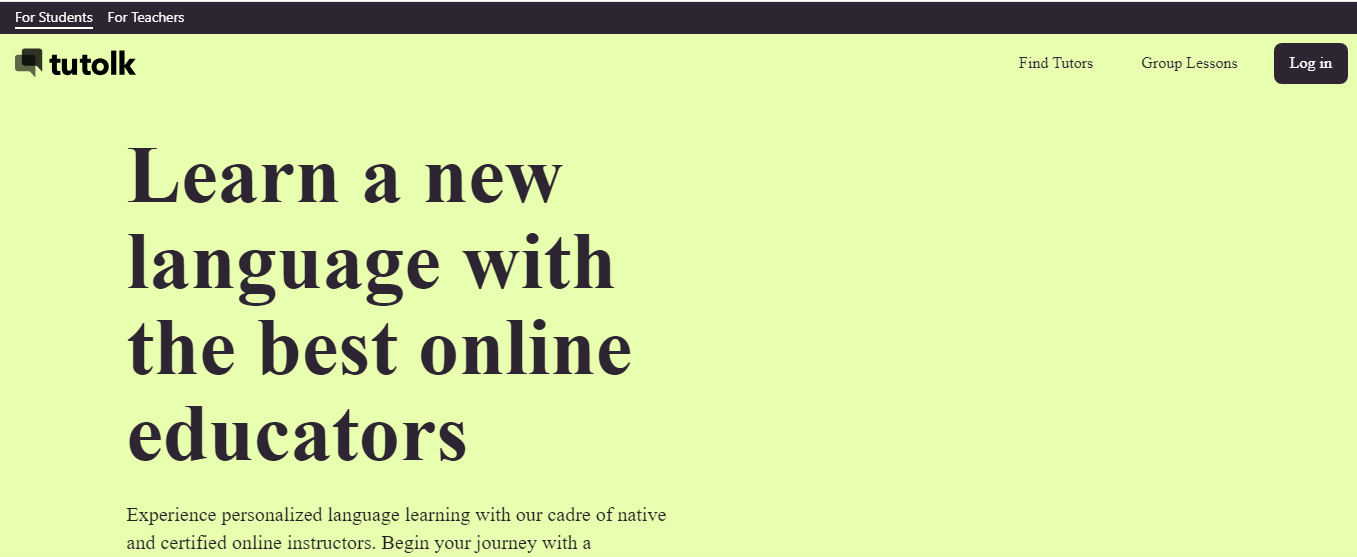 For Students For Teachers
tutolk
Find Tutors Group Lessons Log in
Learn a new
language with
the best online
educators
Experience personalized language learning with our cadre of native
and certified online instructors. Begin your journey with a